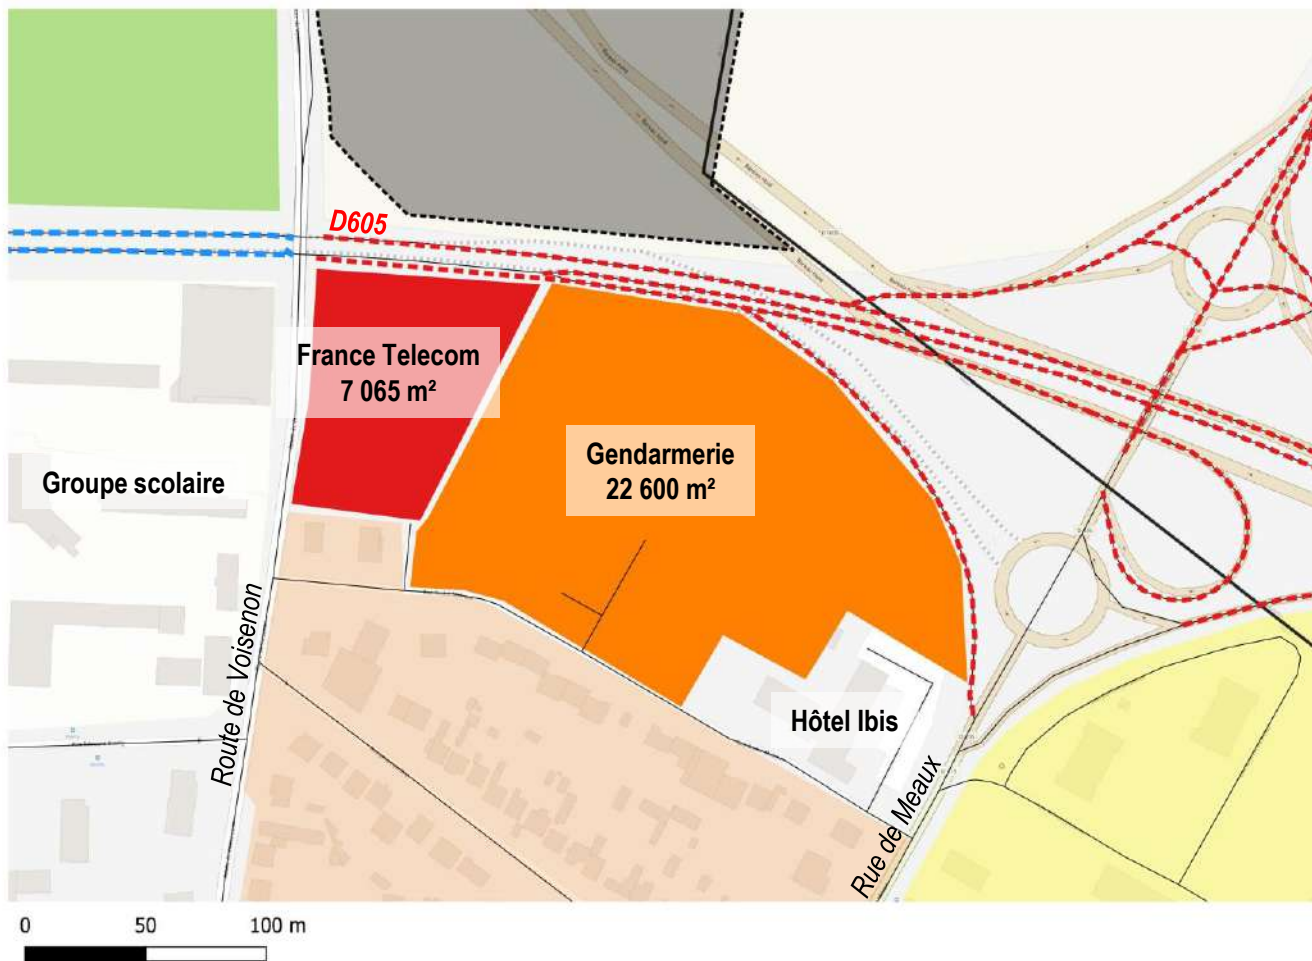 D605
France Telecom
7 065 m²
Gendarmerie
22 600 m²
Groupe scolaire
Route de Voisenon
Hôtel Ibis
Rue de Meaux
0 50 100 m